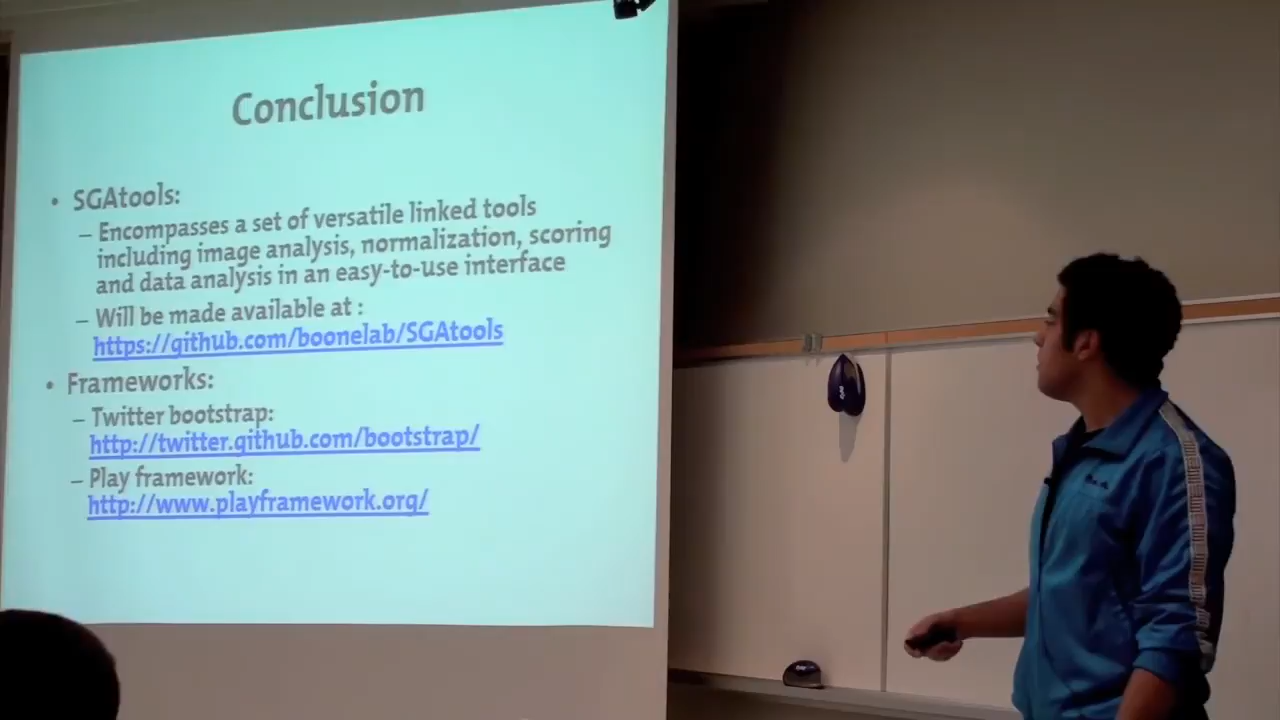 Conclusion
• SGAtools:
– Encompasses a set of versatile linked tools
including image analysis, normalization, scoring
and data analysis in an easy-to-use interface
– Will be made available at :
https://github.com/boonelab/SGAtools
• Frameworks:
– Twitter bootstrap:
http://twitter.github.com/bootstrap/
– Play framework:
http://www.playframework.org/